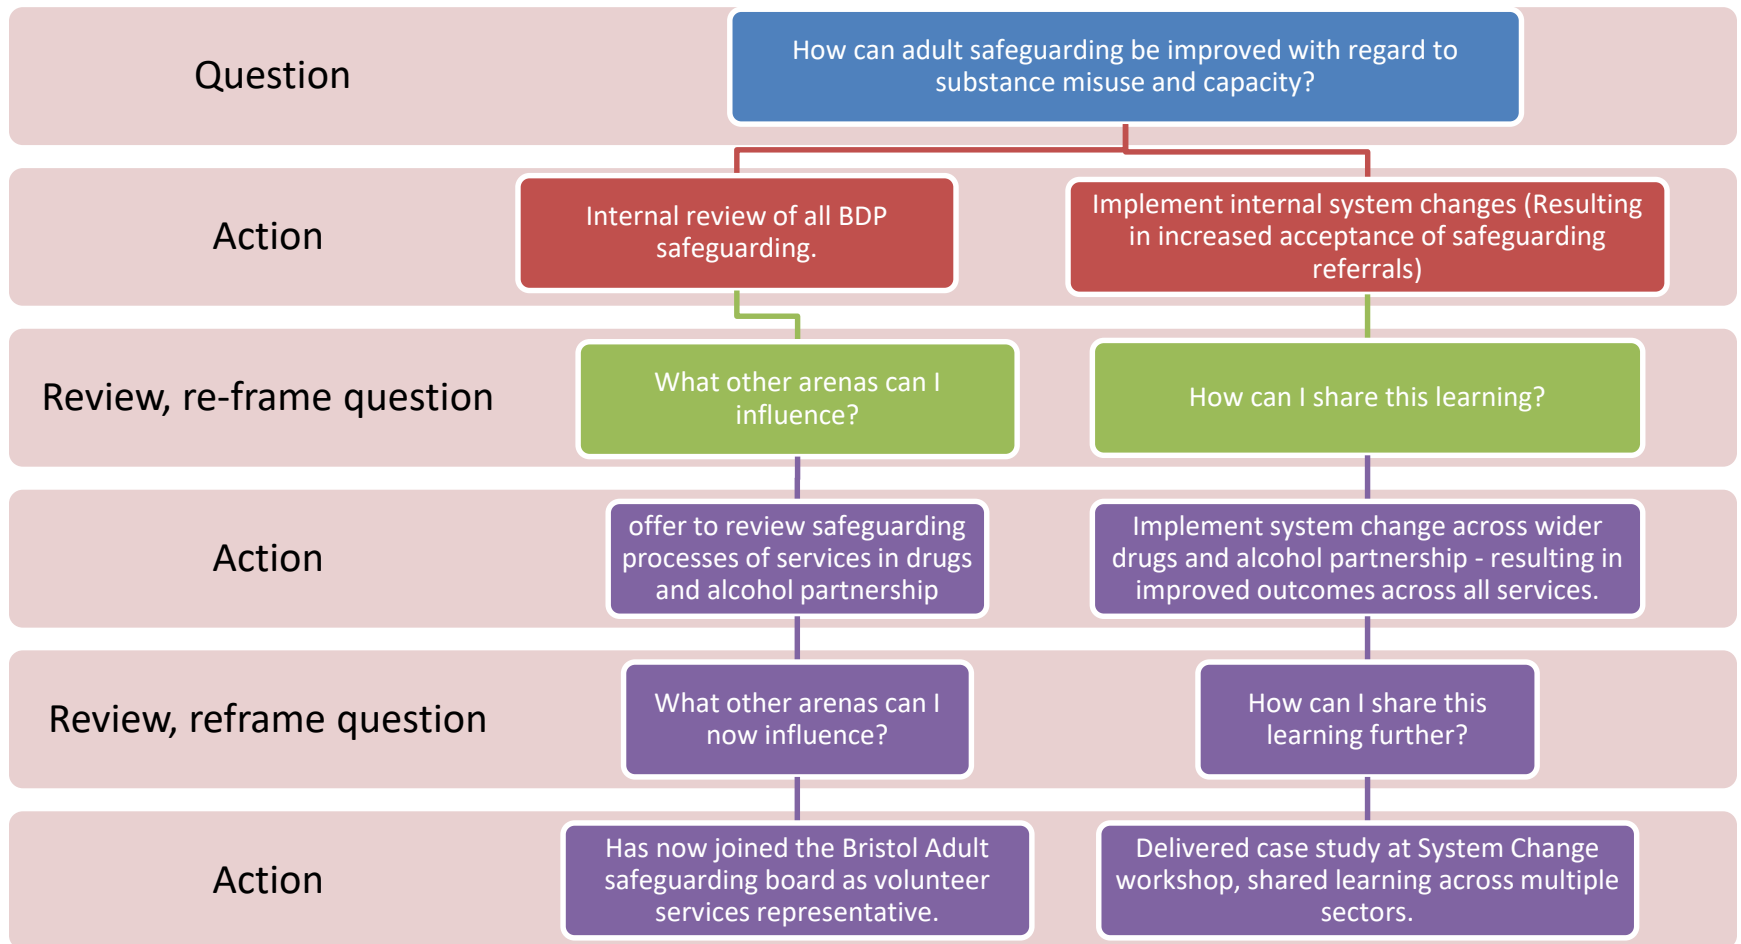 Question
How can adult safeguarding be improved with regard to
substance misuse and capacity?
Action
Internal review of all BDP
safeguarding.
Implement internal system changes (Resulting
in increased acceptance of safeguarding
referrals)
Review, re-frame question
What other arenas can I
influence?
How can I share this learning?
Action
offer to review safeguarding
processes of services in drugs
and alcohol partnership
Implement system change across wider
drugs and alcohol partnership - resulting in
improved outcomes across all services.
Review, reframe question
What other arenas can I
now influence?
How can I share this
learning further?
Action
Has now joined the Bristol Adult
safeguarding board as volunteer
services representative.
Delivered case study at System Change
workshop, shared learning across multiple
sectors.